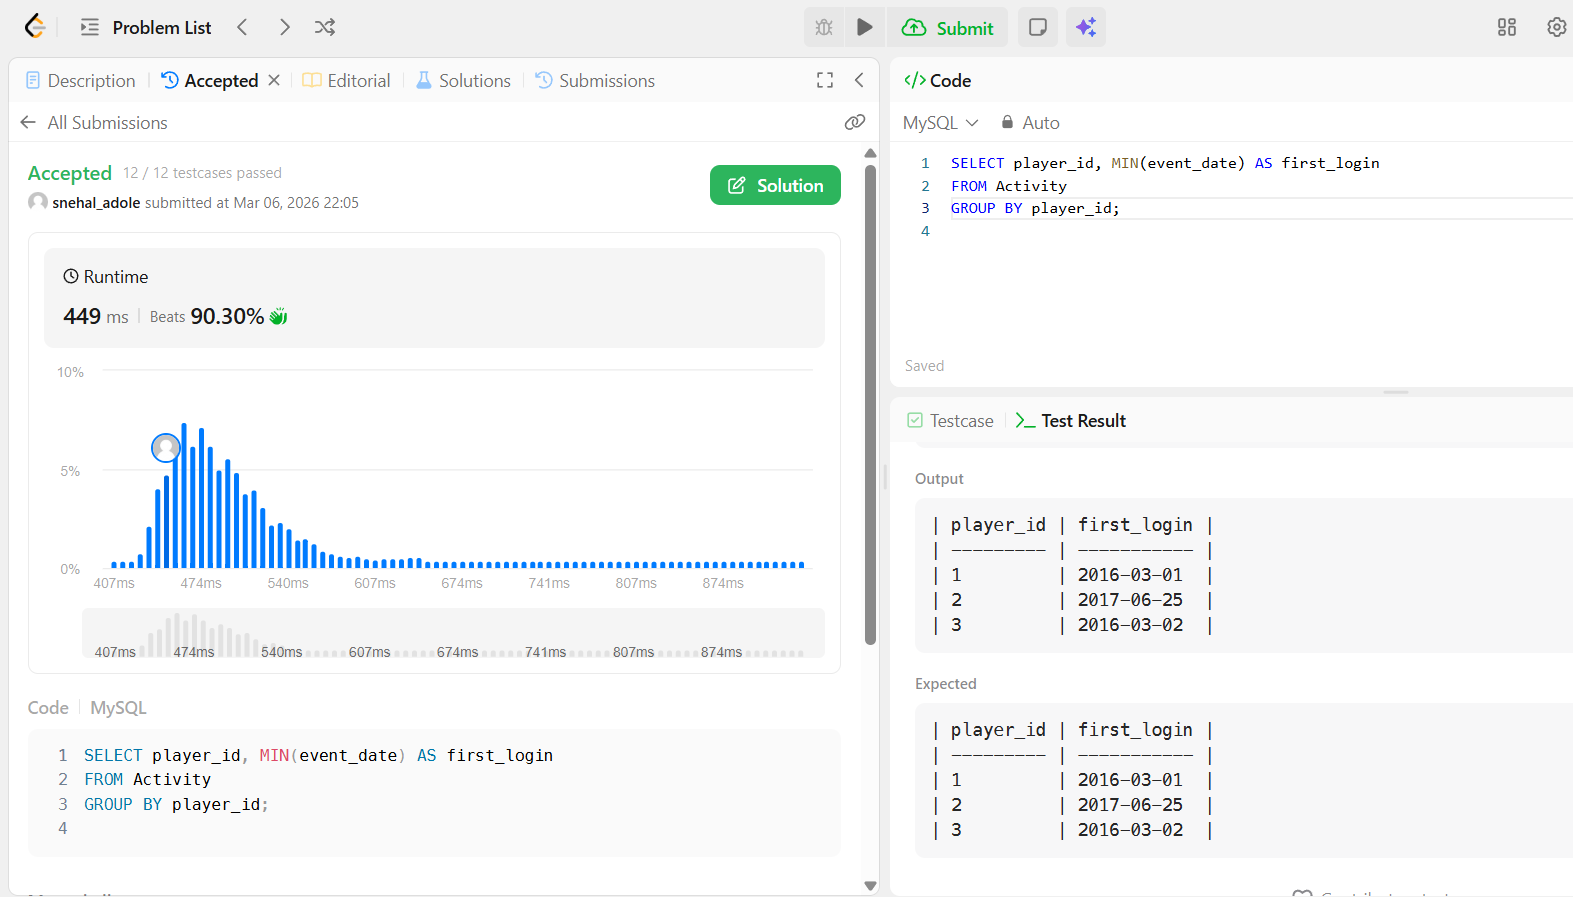 Problem List
Submit
Description
Accepted
Editorial
Solutions
Submissions
All Submissions
Accepted 12 / 12 testcases passed
snehal_adole submitted at Mar 06, 2026 22:05
Solution
Runtime
449 ms Beats 90.30%
10%
5%
0%
407ms 474ms 540ms 607ms 674ms 741ms 807ms 874ms
407ms 474ms 540ms 607ms 674ms 741ms 807ms 874ms
Code MySQL
1 SELECT player_id, MIN(event_date) AS first_login
2 FROM Activity
3 GROUP BY player_id;
4
</> Code
MySQL Auto
1 SELECT player_id, MIN(event_date) AS first_login
2 FROM Activity
3 GROUP BY player_id;
4
Saved
Testcase
Test Result
Output
| player_id | first_login |
| --------- | ----------- |
| 1 | 2016-03-01 |
| 2 | 2017-06-25 |
| 3 | 2016-03-02 |
Expected
| player_id | first_login |
| --------- | ----------- |
| 1 | 2016-03-01 |
| 2 | 2017-06-25 |
| 3 | 2016-03-02 |